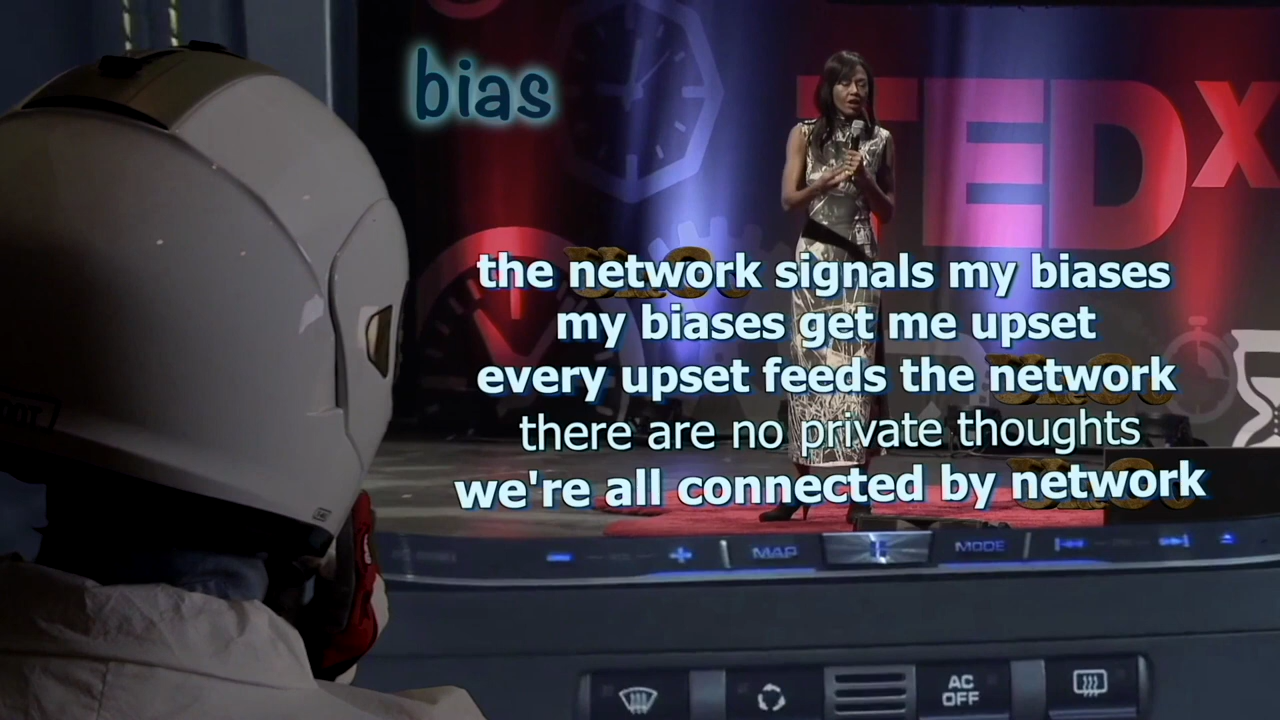 bias
TEDx
the network signals my biases
my biases get me upset
every upset feeds the network
there are no private thoughts
we're all connected by network
MAP
MODE
AC
OFF